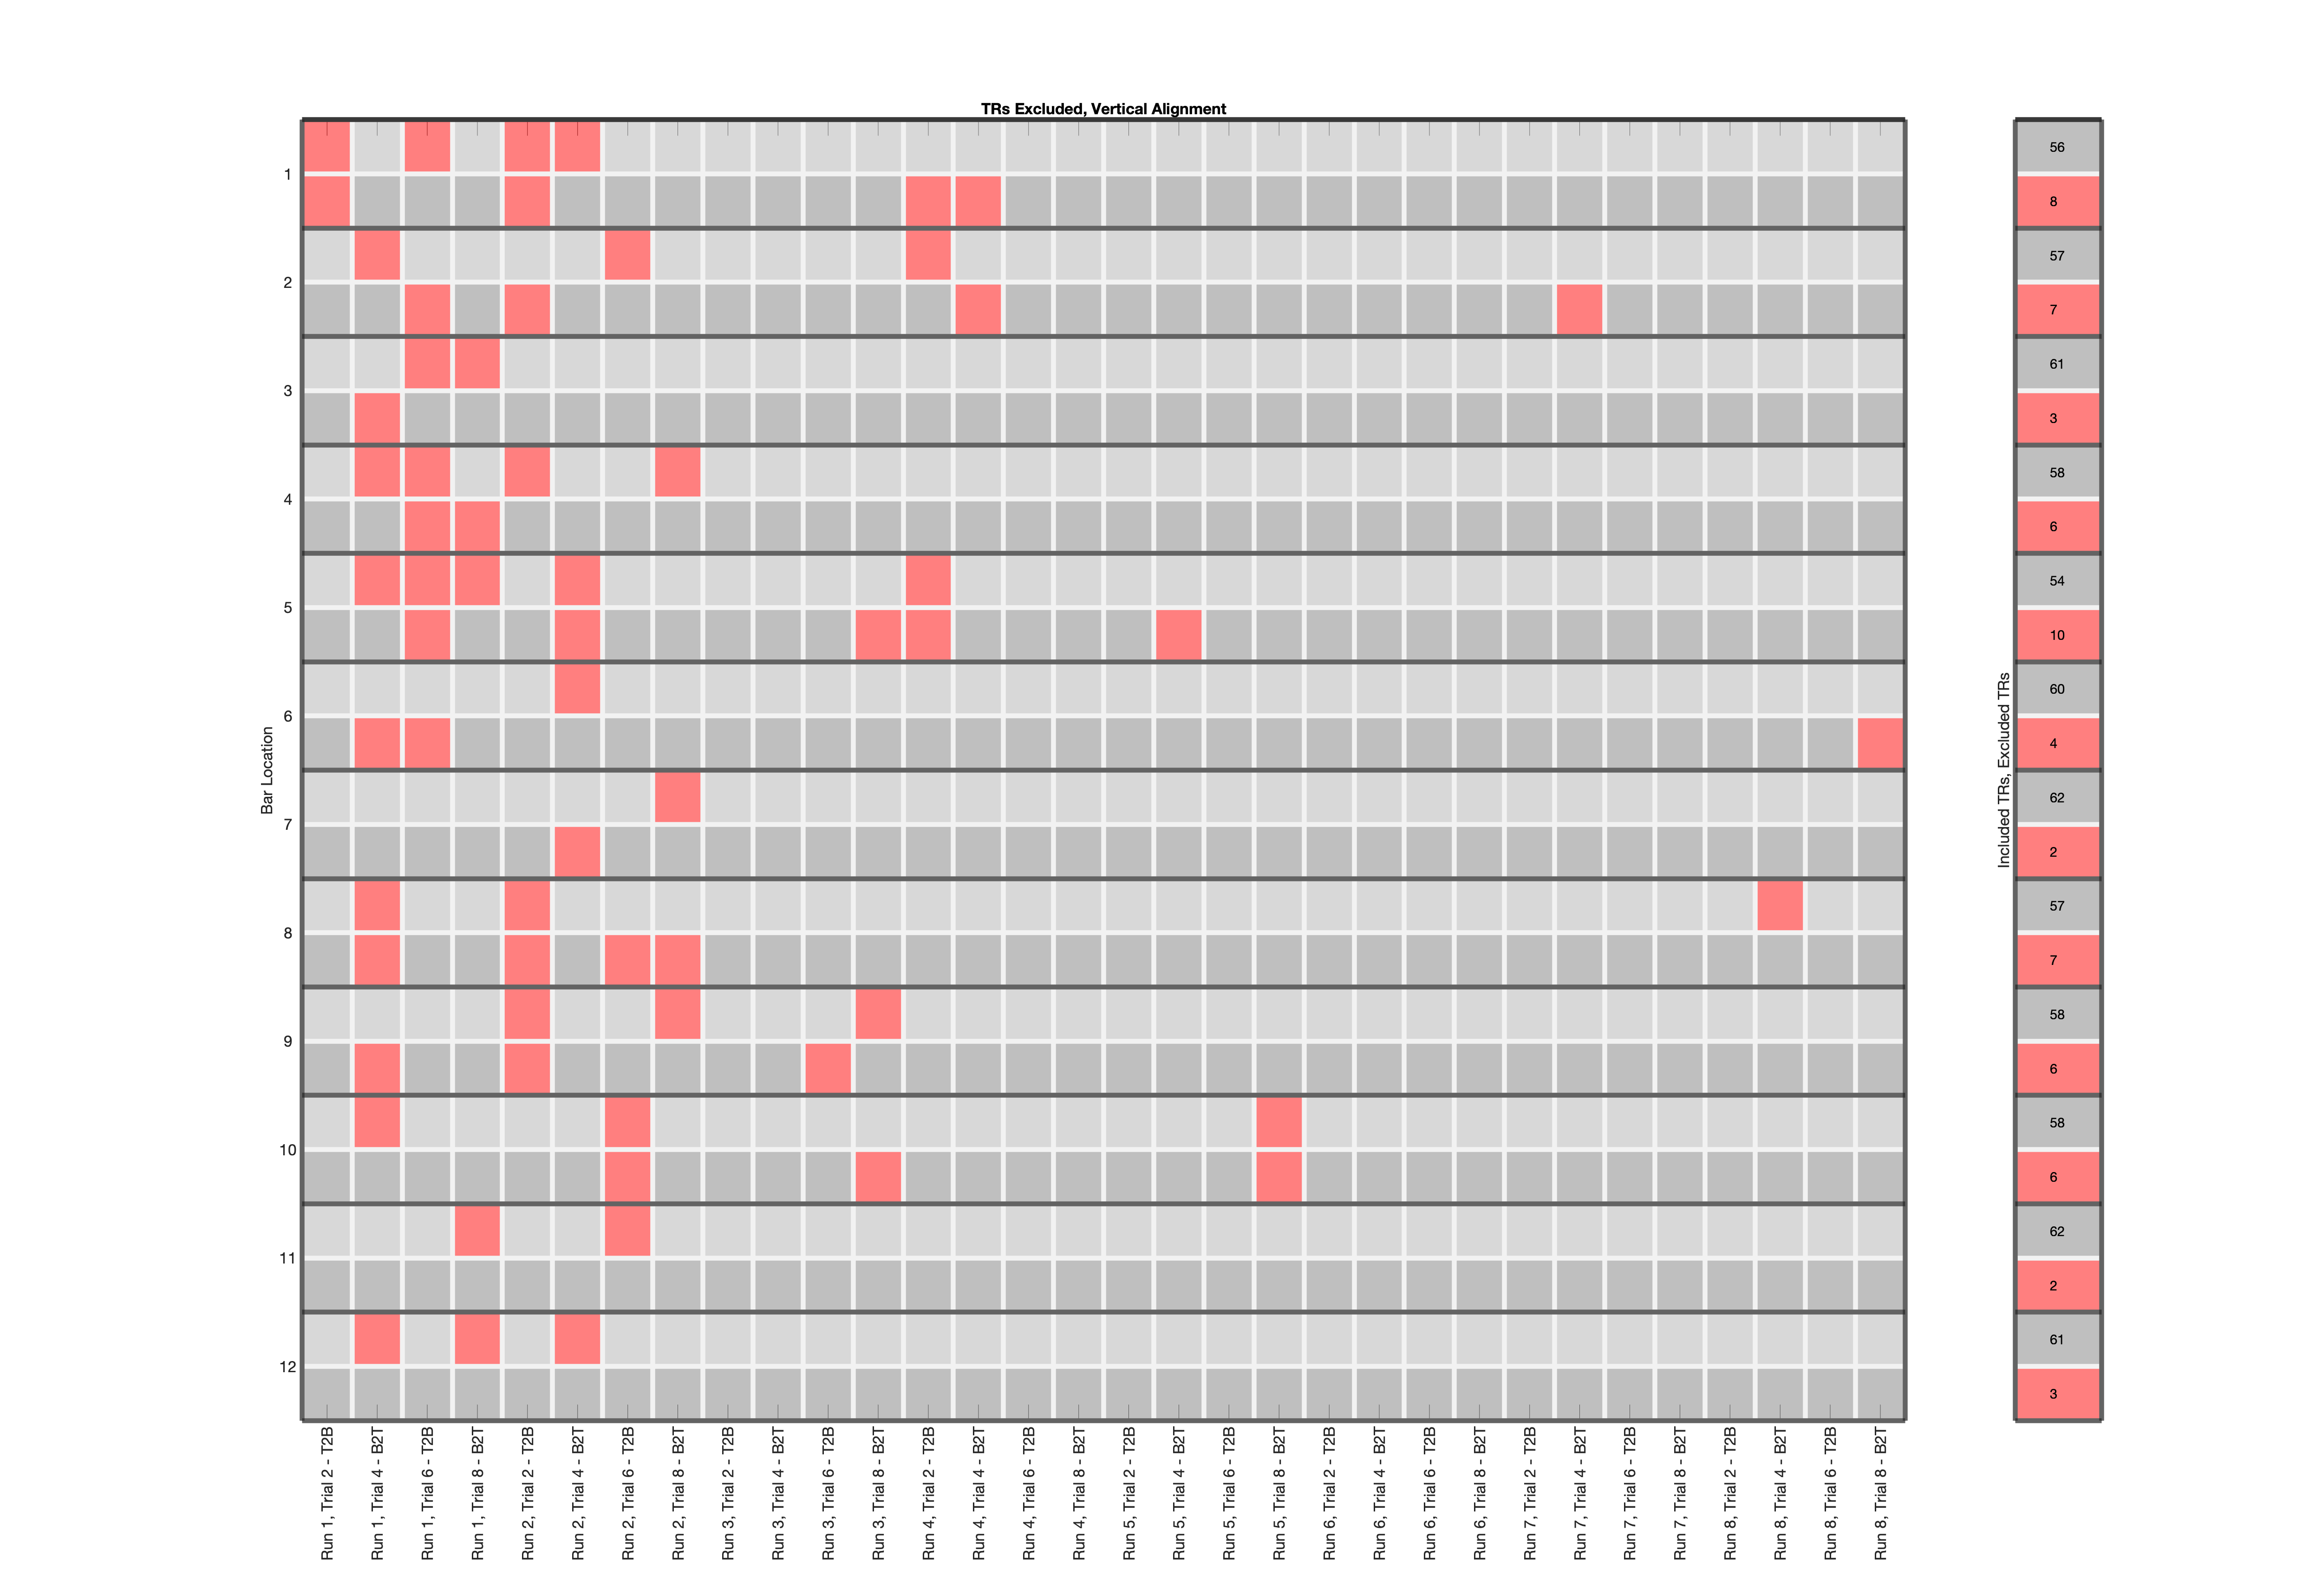 TRs Excluded, Vertical Alignment
Bar Location
1
2
3
4
5
6
7
8
9
10
11
12
Run 1, Trial 2 - T2B
Run 1, Trial 4 - B2T
Run 1, Trial 6 - T2B
Run 1, Trial 8 - B2T
Run 2, Trial 2 - T2B
Run 2, Trial 4 - B2T
Run 2, Trial 6 - T2B
Run 2, Trial 8 - B2T
Run 3, Trial 2 - T2B
Run 3, Trial 4 - B2T
Run 3, Trial 6 - T2B
Run 3, Trial 8 - B2T
Run 4, Trial 2 - T2B
Run 4, Trial 4 - B2T
Run 4, Trial 6 - T2B
Run 4, Trial 8 - B2T
Run 5, Trial 2 - T2B
Run 5, Trial 4 - B2T
Run 5, Trial 6 - T2B
Run 5, Trial 8 - B2T
Run 6, Trial 2 - T2B
Run 6, Trial 4 - B2T
Run 6, Trial 6 - T2B
Run 6, Trial 8 - B2T
Run 7, Trial 2 - T2B
Run 7, Trial 4 - B2T
Run 7, Trial 6 - T2B
Run 7, Trial 8 - B2T
Run 8, Trial 2 - T2B
Run 8, Trial 4 - B2T
Run 8, Trial 6 - T2B
Run 8, Trial 8 - B2T
Included TRs, Excluded TRs
56
8
57
7
61
3
58
6
54
10
60
4
62
2
57
7
58
6
58
6
62
2
61
3